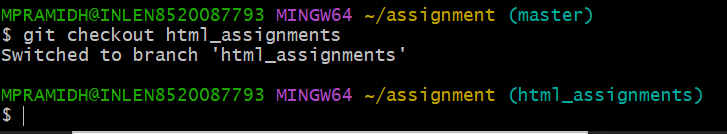 MPRAMIDH@INLEN8520087793 MINGW64 ~/assignment (master)
$ git checkout html_assignments
Switched to branch 'html_assignments'
MPRAMIDH@INLEN8520087793 MINGW64 ~/assignment (html_assignments)
$